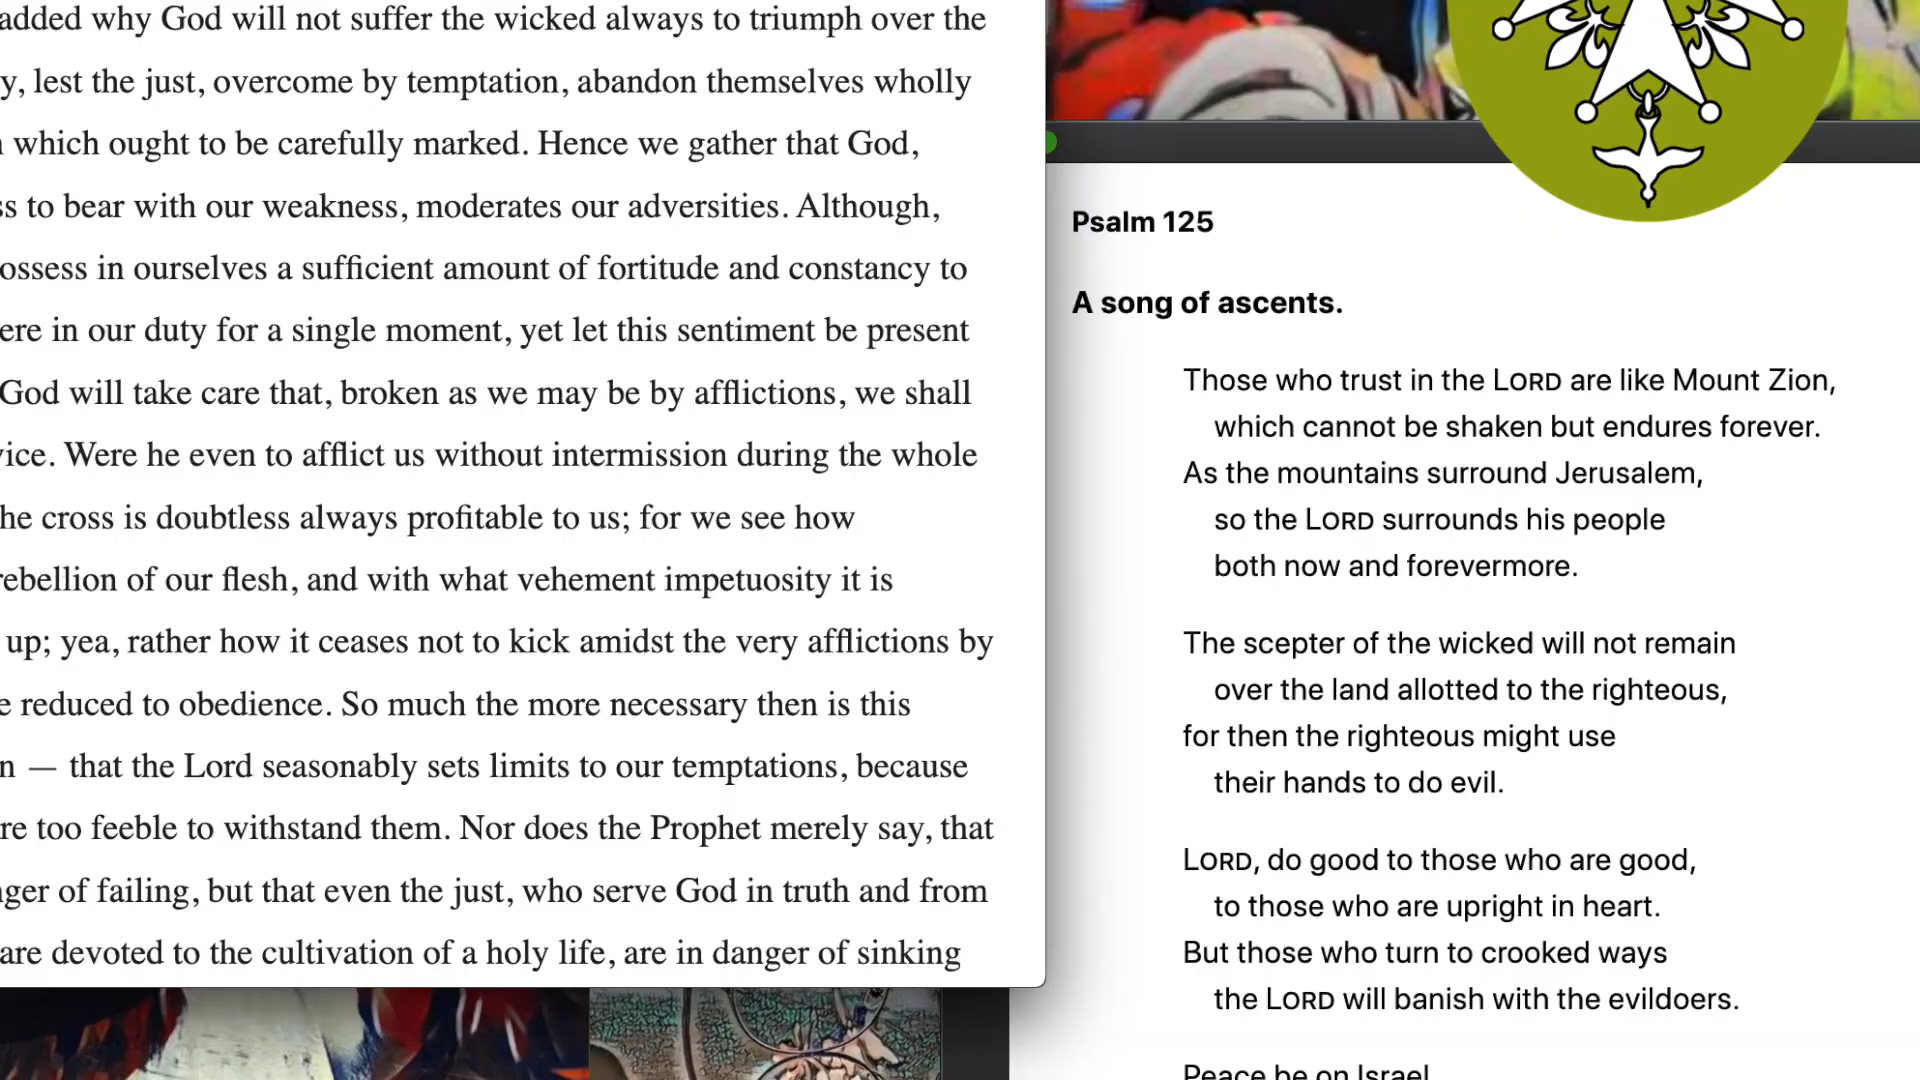 added why God will not suffer the wicked always to triumph over the
y, lest the just, overcome by temptation, abandon themselves wholly
which ought to be carefully marked. Hence we gather that God,
ss to bear with our weakness, moderates our adversities. Although,
ossess in ourselves a sufficient amount of fortitude and constancy to
ere in our duty for a single moment, yet let this sentiment be present
God will take care that, broken as we may be by afflictions, we shall
vice. Were he even to afflict us without intermission during the whole
he cross is doubtless always profitable to us; for we see how
rebellion of our flesh, and with what vehement impetuosity it is
up; yea, rather how it ceases not to kick amidst the very afflictions by
e reduced to obedience. So much the more necessary then is this
n — that the Lord seasonably sets limits to our temptations, because
re too feeble to withstand them. Nor does the Prophet merely say, that
ger of failing, but that even the just, who serve God in truth and from
are devoted to the cultivation of a holy life, are in danger of sinking
Psalm 125
A song of ascents.
Those who trust in the LORD are like Mount Zion,
which cannot be shaken but endures forever.
As the mountains surround Jerusalem,
so the LORD surrounds his people
both now and forevermore.
The scepter of the wicked will not remain
over the land allotted to the righteous,
for then the righteous might use
their hands to do evil.
LORD, do good to those who are good,
to those who are upright in heart.
But those who turn to crooked ways
the LORD will banish with the evildoers.
Peace be on Israel